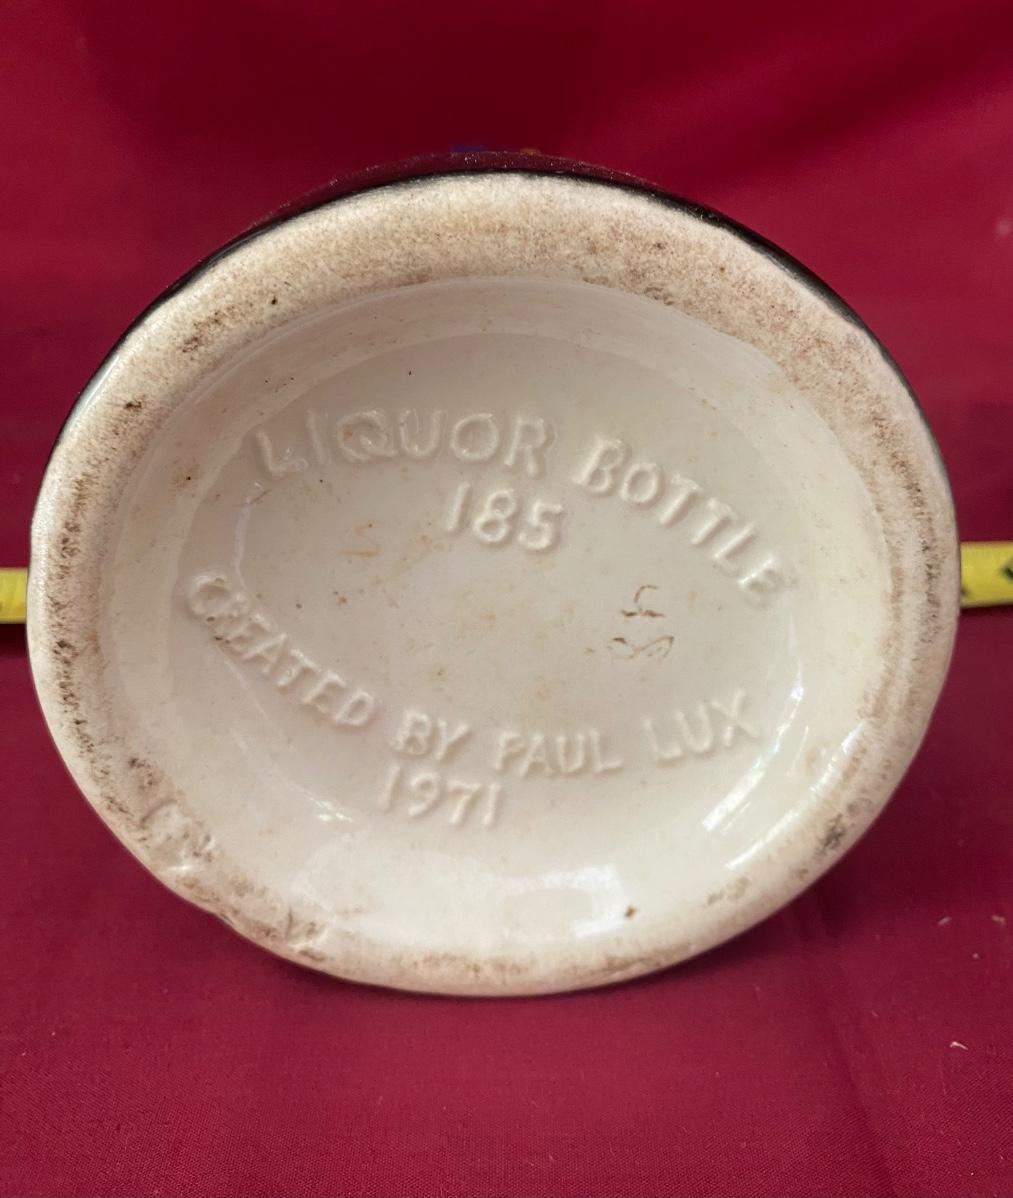 LIQUOR BOTTLE
185
CREATED BY PAUL LUX
1971